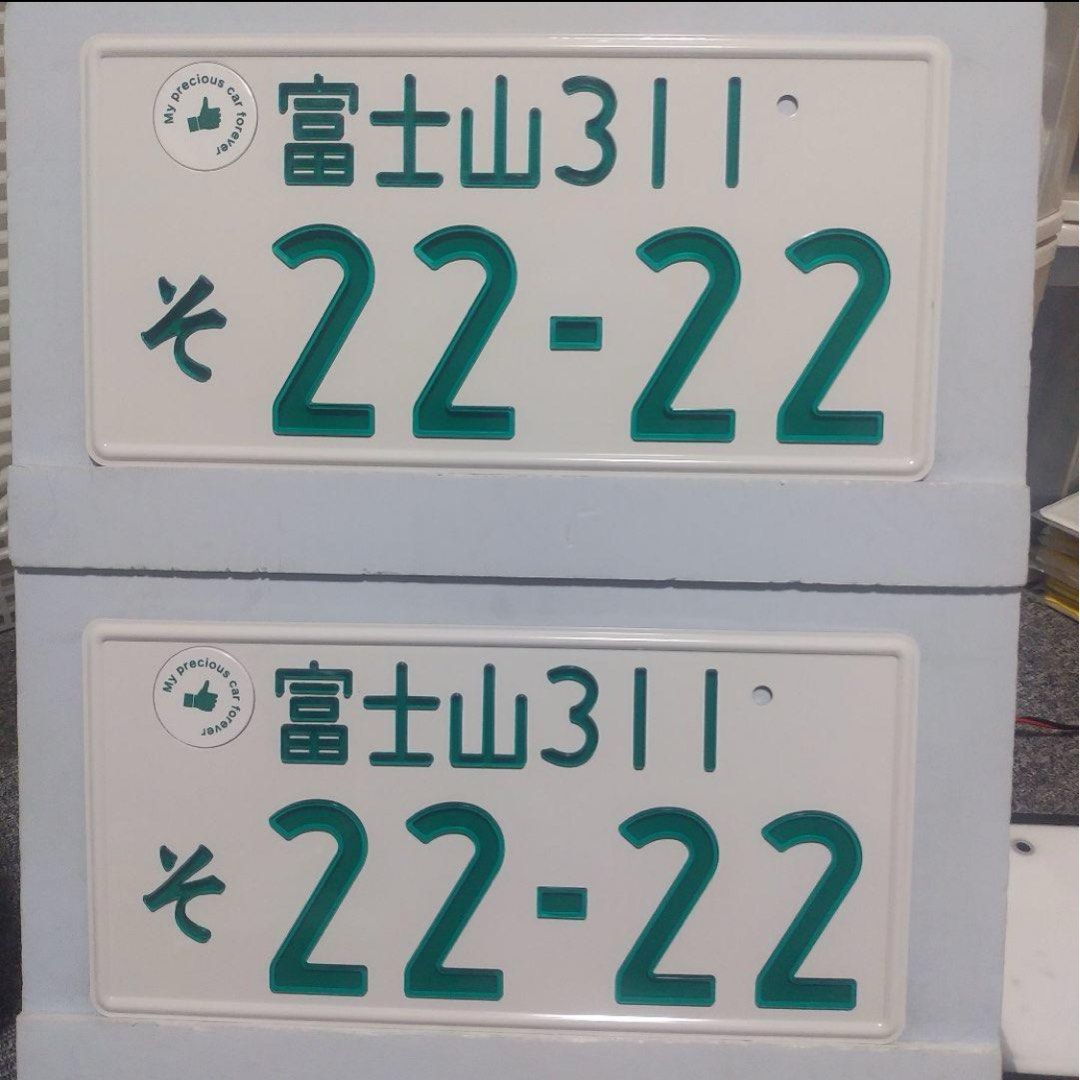 My precious car forever
富士山311
そ 22-22
My precious car forever
富士山311
そ 22-22